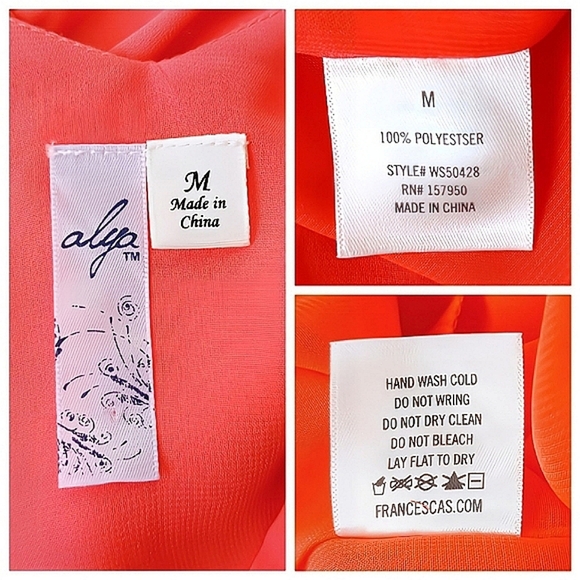 alya
TM
M
Made in
China
M
100% POLYESTSER
STYLE# WS50428
RN# 157950
MADE IN CHINA
HAND WASH COLD
DO NOT WRING
DO NOT DRY CLEAN
DO NOT BLEACH
LAY FLAT TO DRY
FRANCESCAS.COM